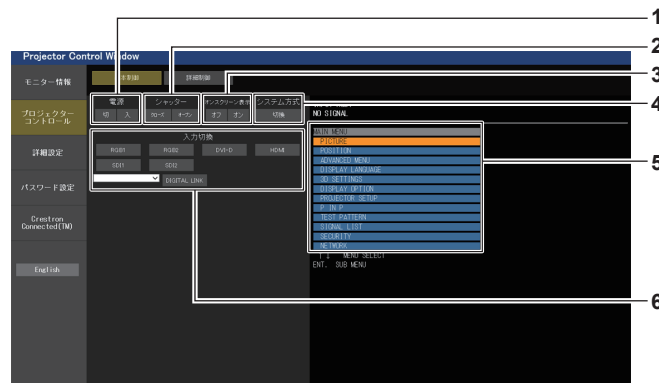 1
2
3
4
5
6
Projector Control Window
モニター情報
プロジェクター
コントロール
詳細設定
パスワード設定
Crestron
Connected(TM)
English
本制御
詳細制御
電源
切 入
シャッター
クローズ オープン
オンスクリーン表示
オフ オン
システム方式
切換
入力切換
RGB1 RGB2 DVI-D HDMI
SDI1 SDI2
DIGITAL LINK
NO SIGNAL
MAIN MENU
PICTURE
POSITION
ADVANCED MENU
DISPLAY LANGUAGE
3D SETTINGS
DISPLAY OPTION
PROJECTOR SETUP
P IN P
TEST PATTERN
SIGNAL LIST
SECURITY
NETWORK
MENU SELECT
ENT. SUB MENU